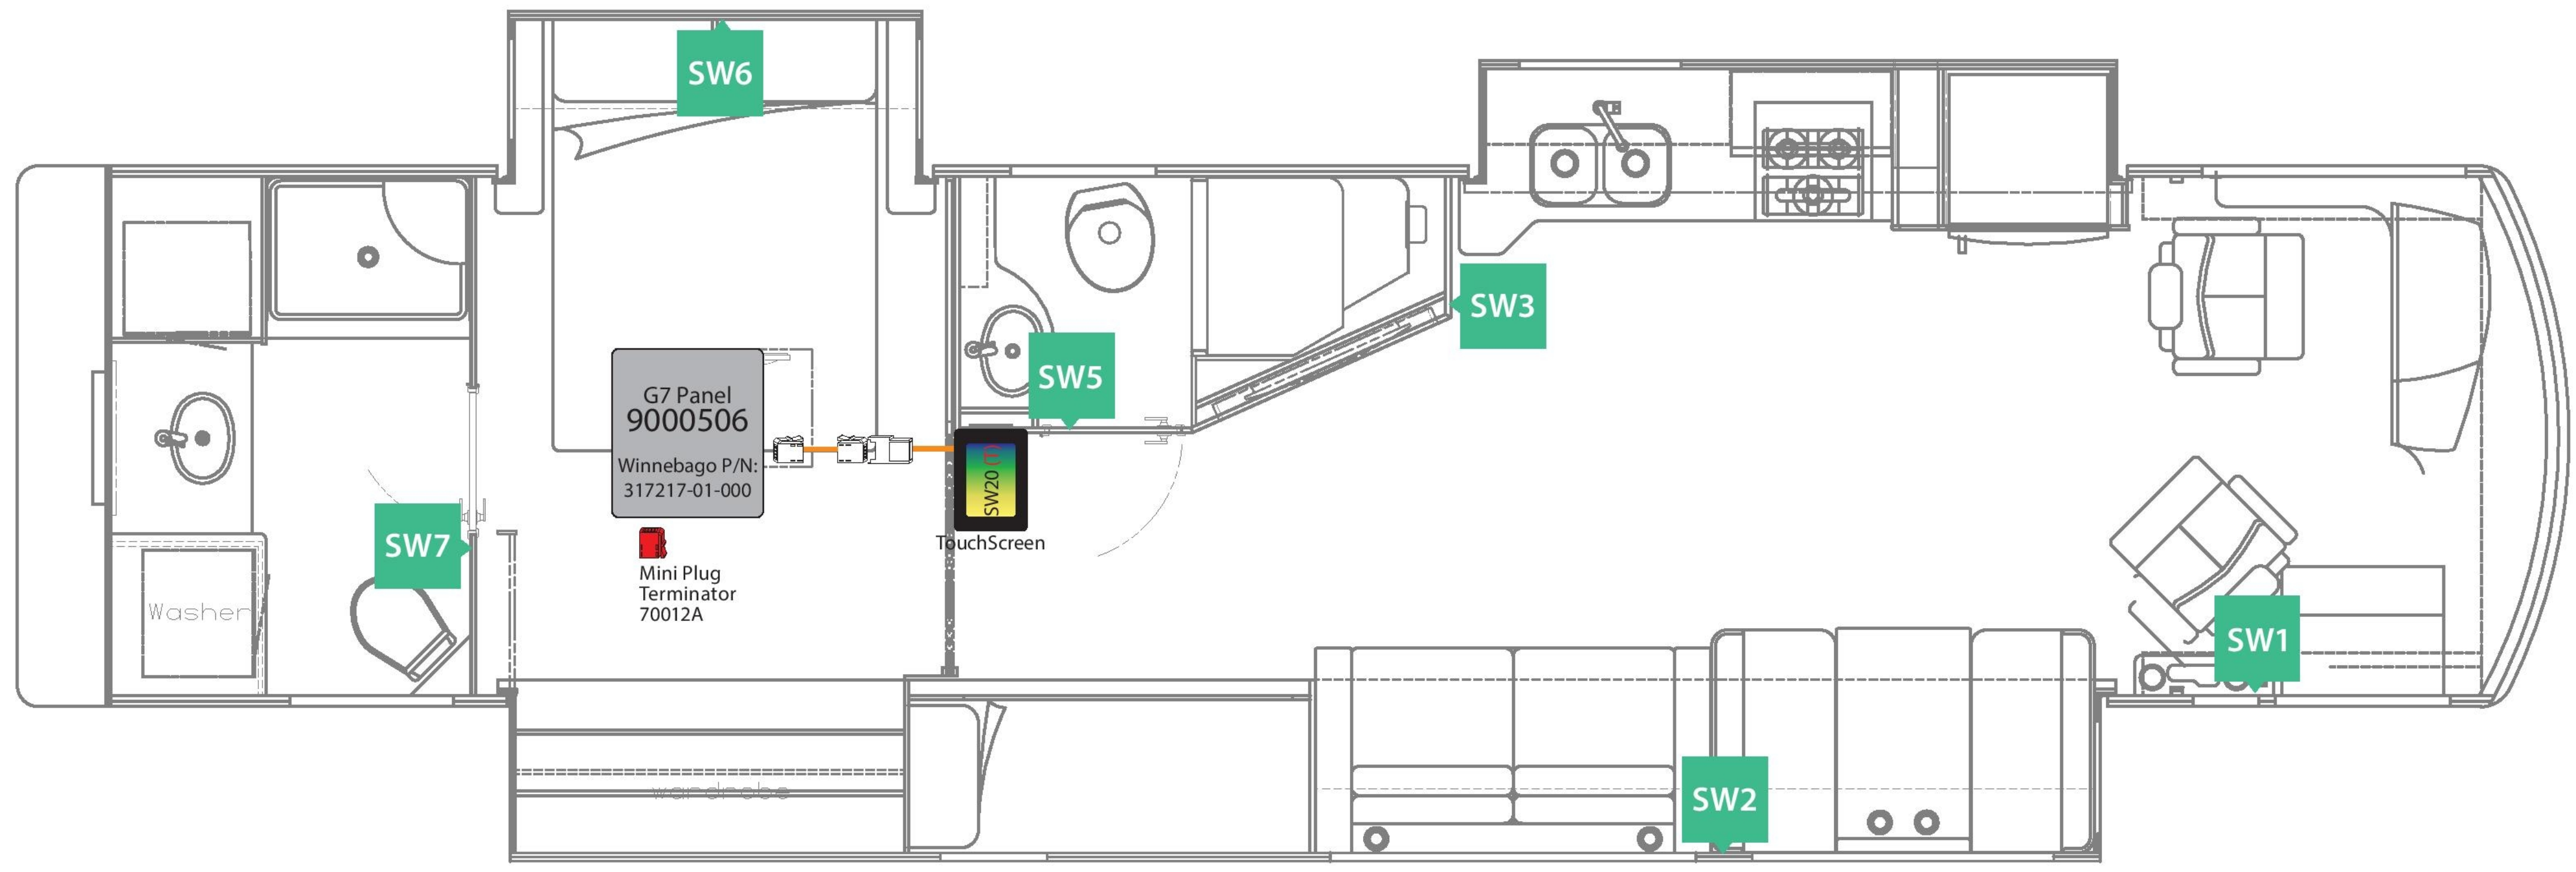 SW6
SW3
SW5
G7 Panel
9000506
Winnebago P/N:
317217-01-000
SW20 (T)
TouchScreen
SW7
Mini Plug
Terminator
70012A
Washer
SW1
wardrobe
SW2